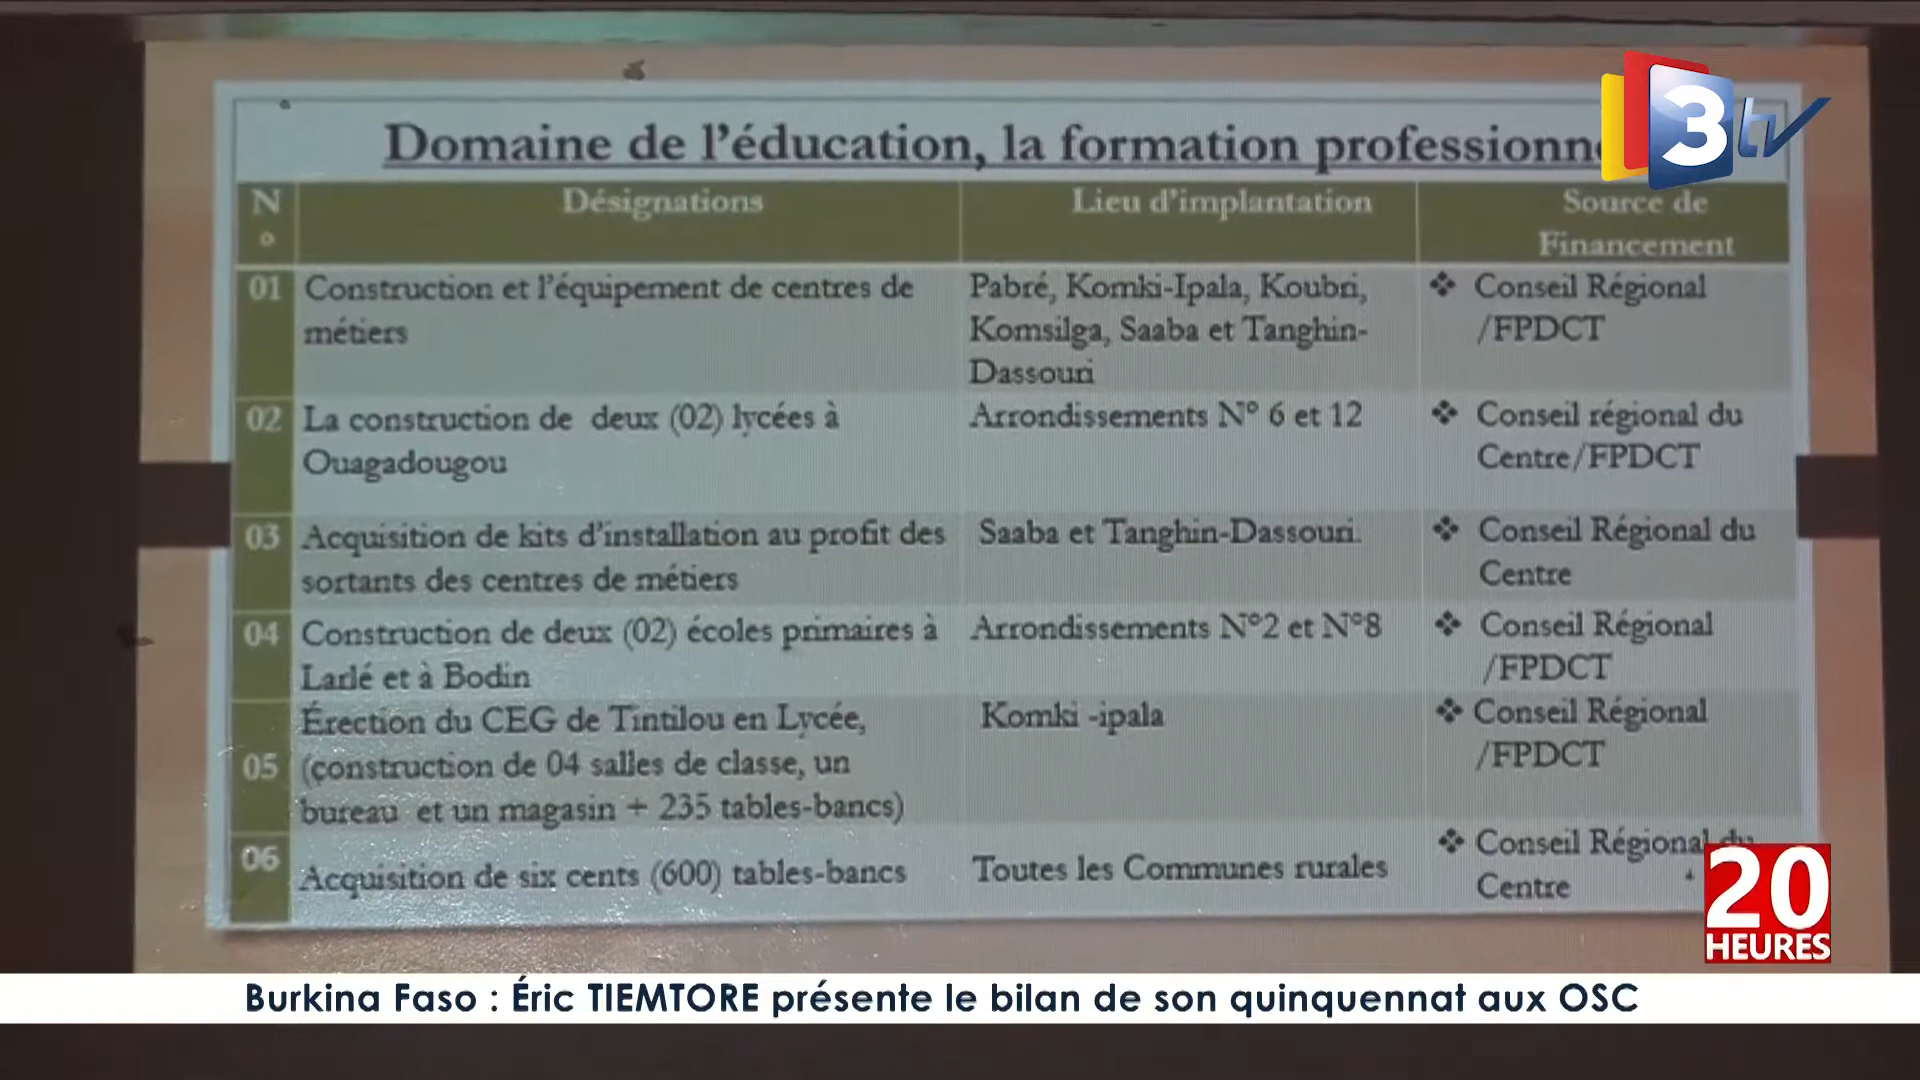 3tv
Domaine de l'éducation, la formation professionn
N° Désignations Lieu d'implantation Source de Financement
01 Construction et l'équipement de centres de métiers
Pabré, Komki-Ipala, Koubri, Komsilga, Saaba et Tanghin-Dassouri
❖ Conseil Régional /FPDCT
02 La construction de deux (02) lycées à Ouagadougou
Arrondissements N° 6 et 12
❖ Conseil régional du Centre/FPDCT
03 Acquisition de kits d'installation au profit des sortants des centres de métiers
Saaba et Tanghin-Dassouri.
❖ Conseil Régional du Centre
04 Construction de deux (02) écoles primaires à Larlé et à Bodin
Arrondissements N°2 et N°8
❖ Conseil Régional /FPDCT
05 Érection du CEG de Tintilou en Lycée, (construction de 04 salles de classe, un bureau et un magasin + 235 tables-bancs)
Komki -ipala
❖ Conseil Régional /FPDCT
06 Acquisition de six cents (600) tables-bancs
Toutes les Communes rurales
❖ Conseil Régional du Centre
4
20
HEURES
Burkina Faso : Éric TIEMTORE présente le bilan de son quinquennat aux OSC